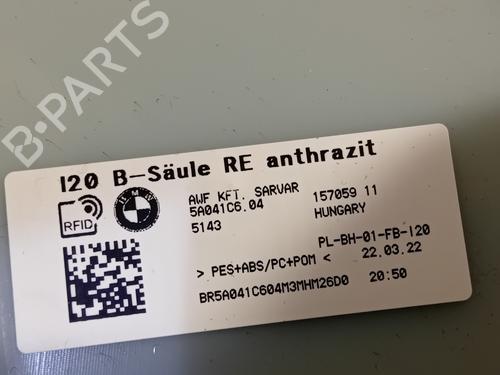 B-PARTS
I20 B-Säule RE anthrazit
RFID
BMW
AWF KFT. SARVAR
5A041C6.04
157059 11
5143
HUNGARY
PL-BH-01-FB-I20
> PES+ABS/PC+POM < 22.03.22
BR5A041C604M3MHM26D0 20:50